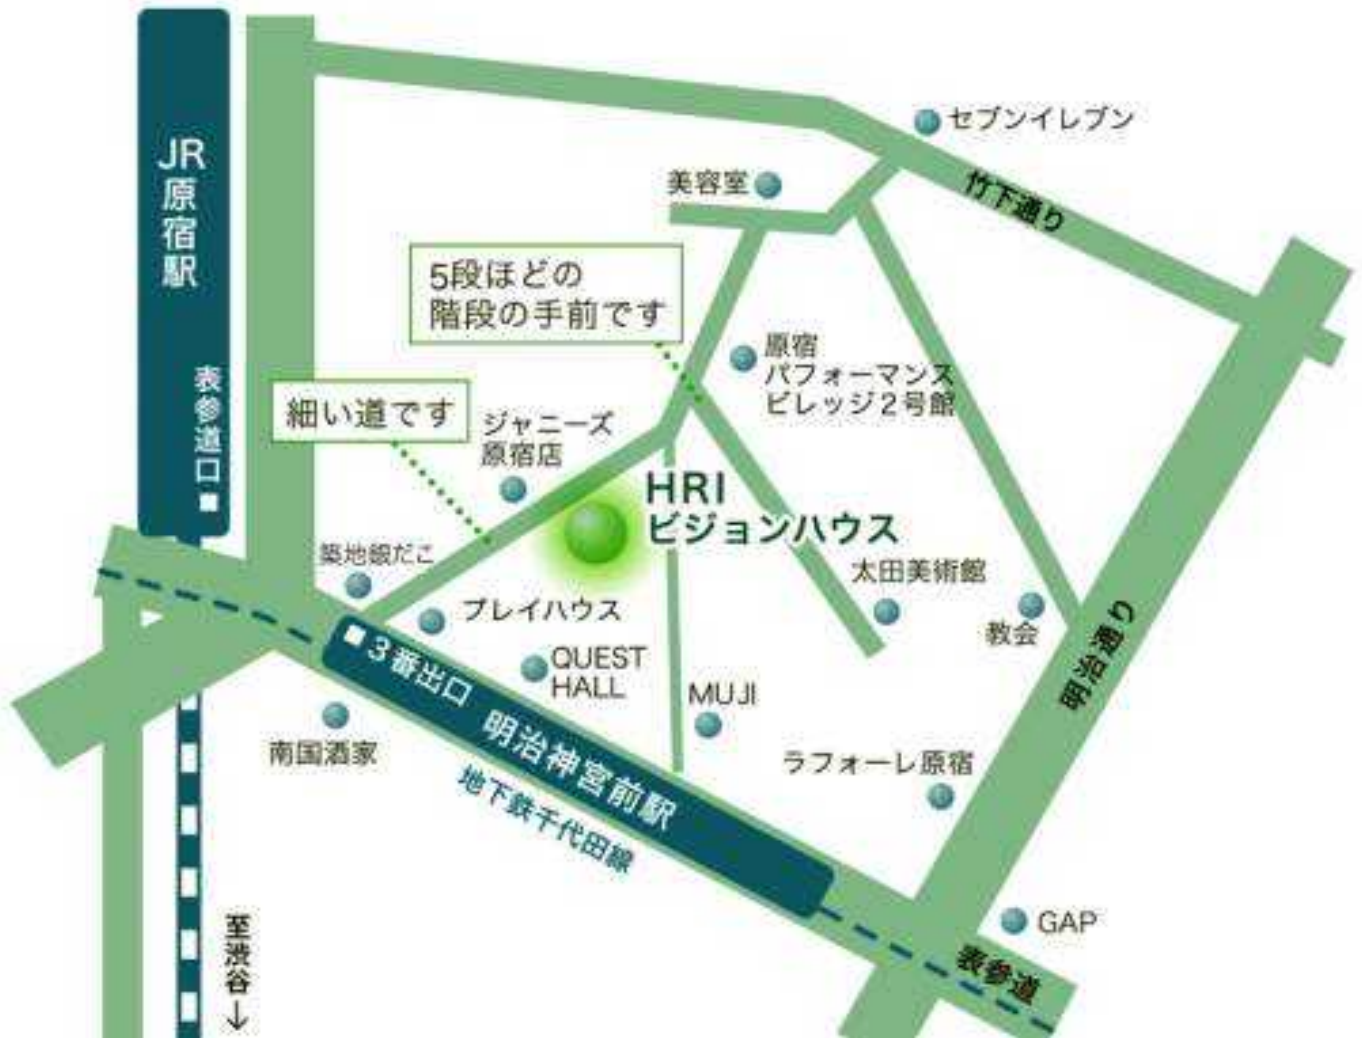 JR原宿駅
表参道口
セブンイレブン
美容室
竹下通り
5段ほどの
階段の手前です
原宿
パフォーマンス
ビレッジ2号館
細い道です
ジャニーズ
原宿店
HRI
ビジョンハウス
築地銀だこ
プレイハウス
太田美術館
教会
明治通り
3番出口 明治神宮前駅
QUEST
HALL
MUJI
南国酒家
地下鉄千代田線
ラフォーレ原宿
GAP
表参道
至渋谷↓